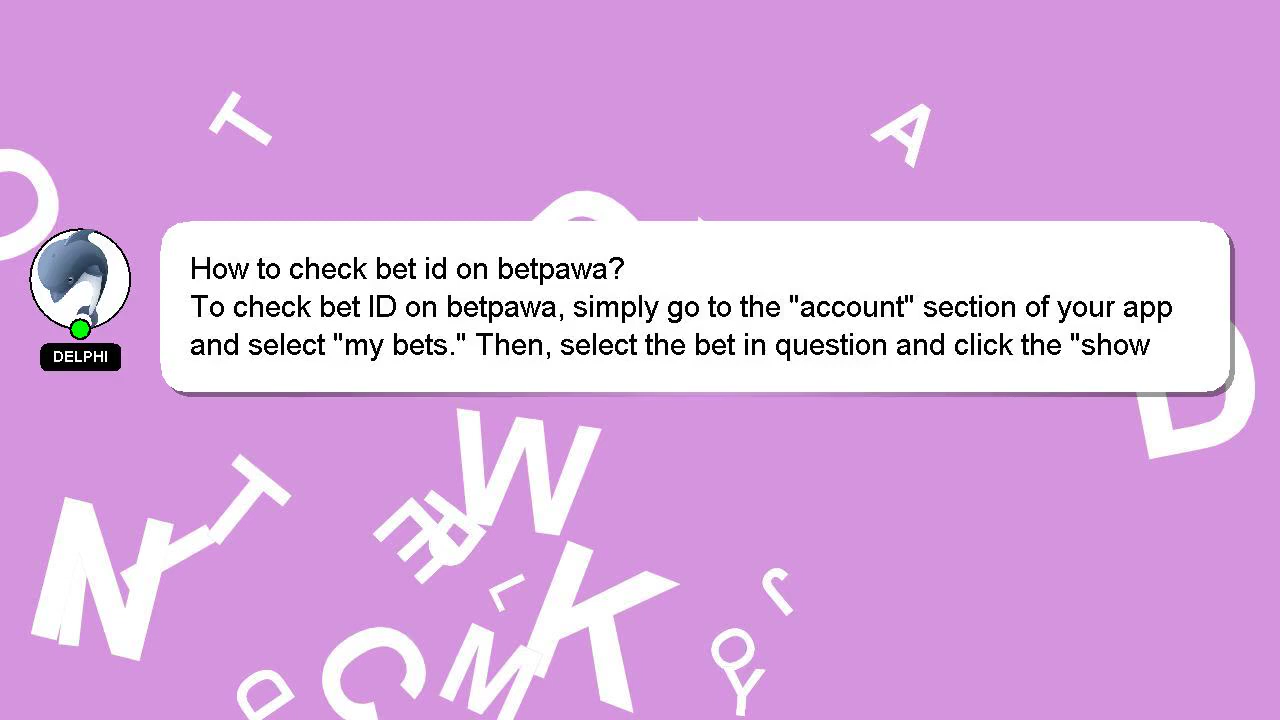 How to check bet id on betpawa?
To check bet ID on betpawa, simply go to the "account" section of your app
and select "my bets." Then, select the bet in question and click the "show
DELPHI
T
A
D
W
T
N
Y
E
R
L
K
J
C
M
O
Y
D